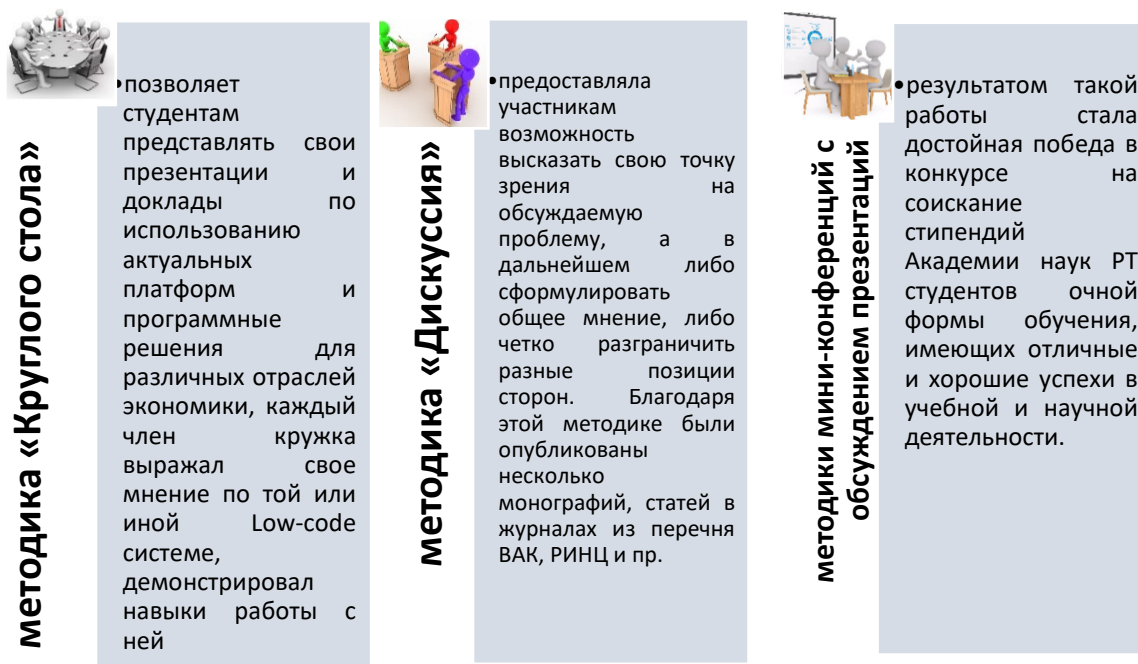 методика «Круглого стола»
•позволяет
студентам
представлять свои
презентации и
доклады по
использованию
актуальных
платформ и
программные
решения для
различных отраслей
экономики, каждый
член кружка
выражал свое
мнение по той или
иной Low-code
системе,
демонстрировал
навыки работы с
ней
методика «Дискуссия»
•предоставляла
участникам
возможность
высказать свою точку
зрения на
обсуждаемую
проблему, а в
дальнейшем либо
сформулировать
общее мнение, либо
четко разграничить
разные позиции
сторон. Благодаря
этой методике были
опубликованы
несколько
монографий, статей в
журналах из перечня
ВАК, РИНЦ и пр.
методики мини-конференций с
обсуждением презентаций
•результатом такой
работы стала
достойная победа в
конкурсе на
соискание
стипендий
Академии наук РТ
студентов очной
формы обучения,
имеющих отличные
и хорошие успехи в
учебной и научной
деятельности.